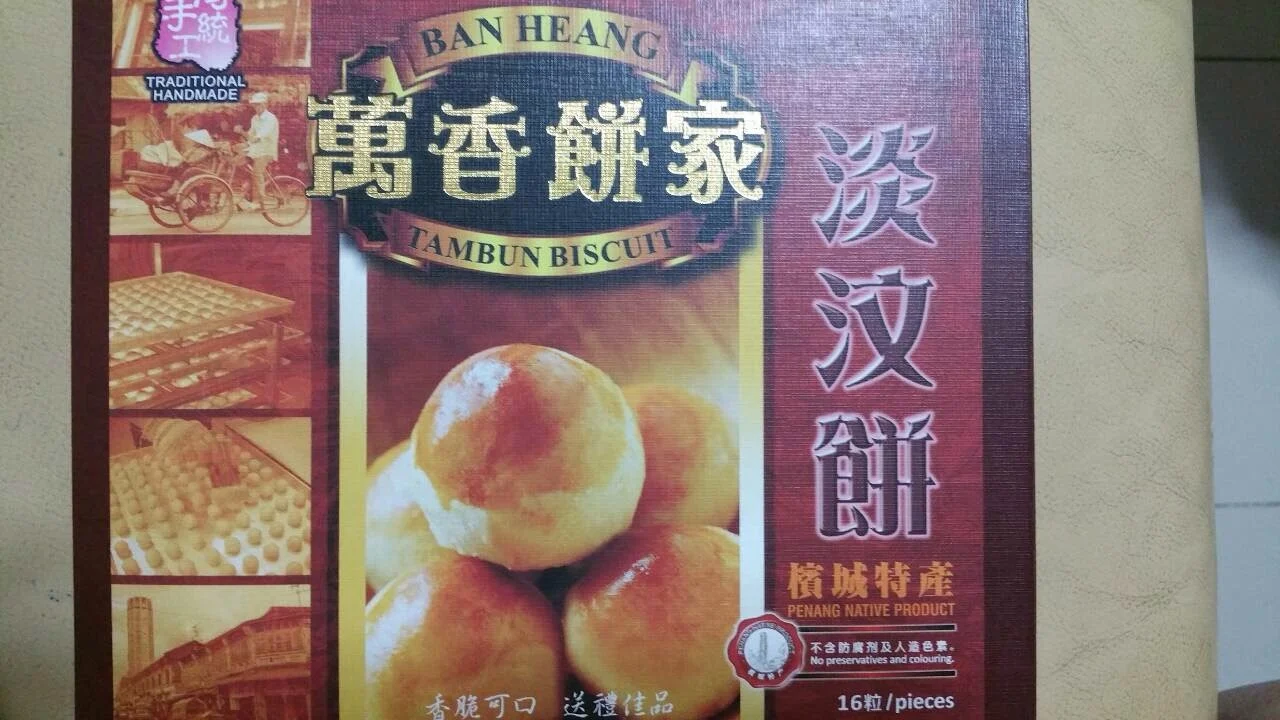 傳統
手工
TRADITIONAL
HANDMADE
BAN HEANG
萬香餅家
TAMBUN BISCUIT
淡汶餅
檳城特產
PENANG NATIVE PRODUCT
不含防腐剂及人造色素。
No preservatives and colouring.
16粒/pieces
香脆可口 送禮佳品